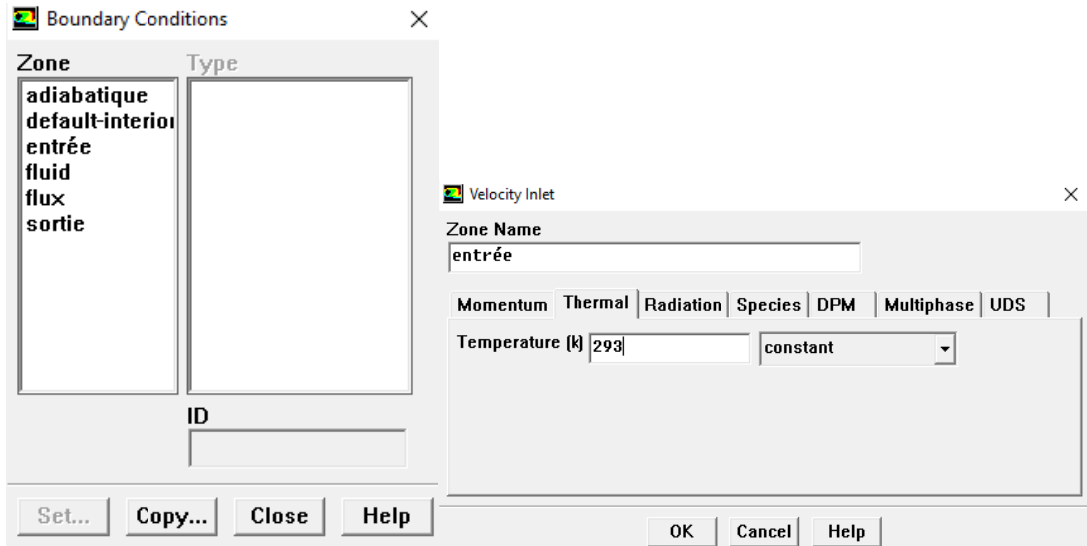 Boundary Conditions
Zone
Type
adiabatique
default-interior
entrée
fluid
flux
sortie
ID
Set...
Copy...
Close
Help
Velocity Inlet
Zone Name
entrée
Momentum Thermal Radiation Species DPM Multiphase UDS
Temperature (k) 293 constant
OK Cancel Help